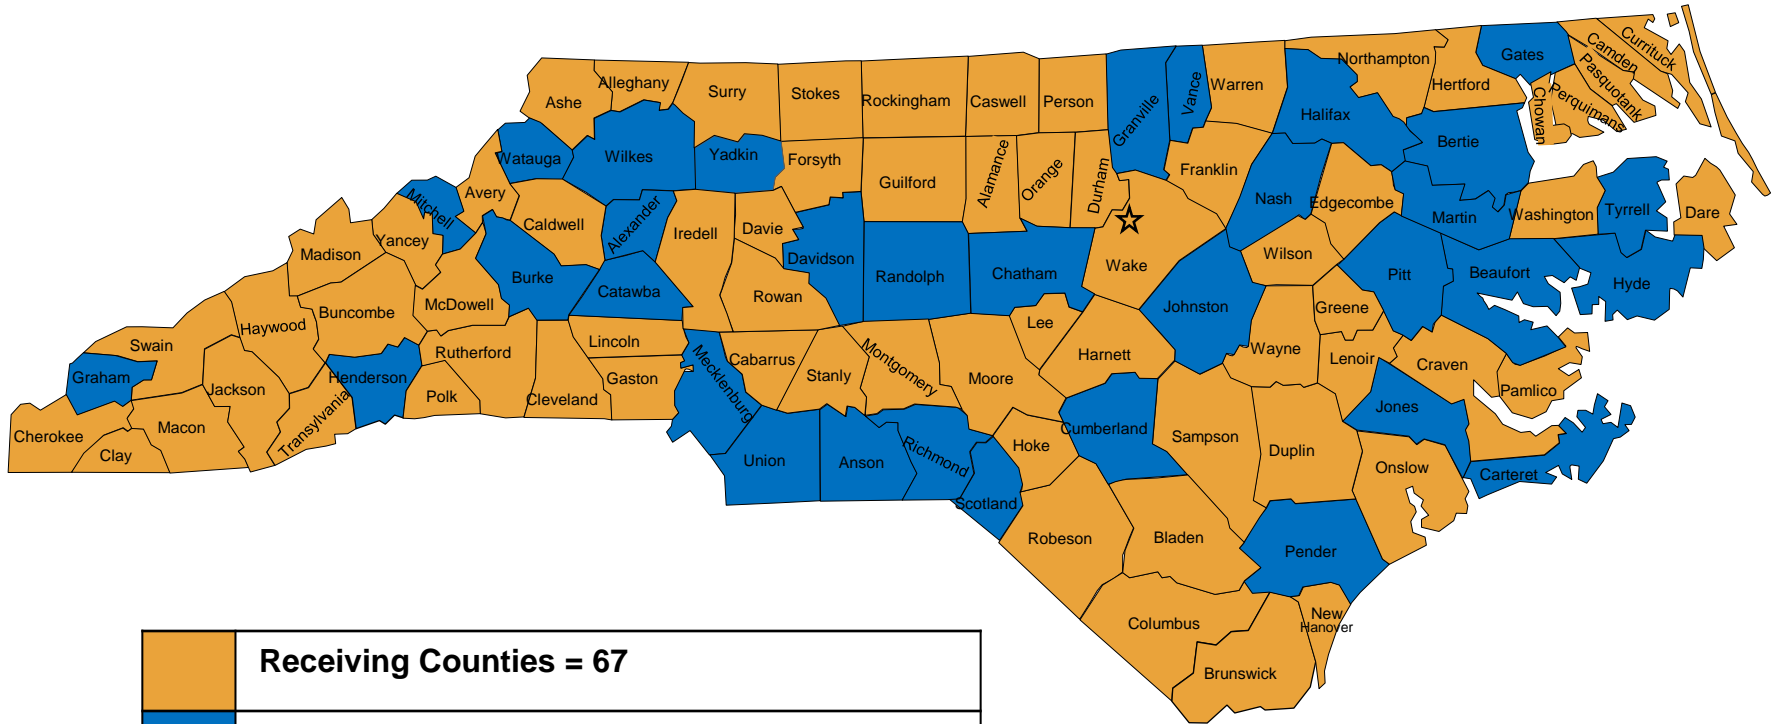 Ashe
Alleghany
Surry
Stokes
Rockingham
Caswell
Person
Granville
Vance
Warren
Northampton
Halifax
Hertford
Gates
Camden
Currituck
Pasquotank
Perquimans
Chowan
Bertie
Watauga
Wilkes
Yadkin
Forsyth
Guilford
Alamance
Orange
Durham
Franklin
Nash
Edgecombe
Martin
Washington
Tyrrell
Dare
Mitchell
Avery
Caldwell
Alexander
Iredell
Davie
Davidson
Randolph
Chatham
Wake
Wilson
Pitt
Beaufort
Hyde
Madison
Yancey
McDowell
Burke
Catawba
Rowan
Johnston
Greene
Haywood
Buncombe
Rutherford
Lincoln
Gaston
Cleveland
Mecklenburg
Cabarrus
Stanly
Montgomery
Moore
Lee
Harnett
Wayne
Lenoir
Craven
Pamlico
Swain
Graham
Jackson
Henderson
Polk
Transylvania
Cherokee
Clay
Macon
Union
Anson
Richmond
Scotland
Hoke
Cumberland
Sampson
Duplin
Jones
Onslow
Carteret
Robeson
Bladen
Pender
Columbus
Brunswick
New
Hanover
Receiving Counties = 67